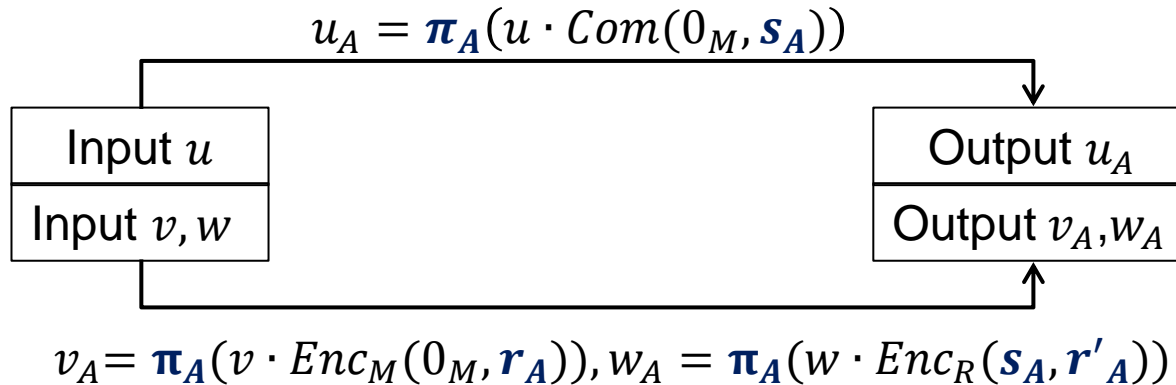 u_A = π_A(u · Com(0_M, s_A))
Input u
Output u_A
Input v, w
Output v_A,w_A
v_A= π_A(v · Enc_M(0_M, r_A)), w_A = π_A(w · Enc_R(s_A, r'_A))